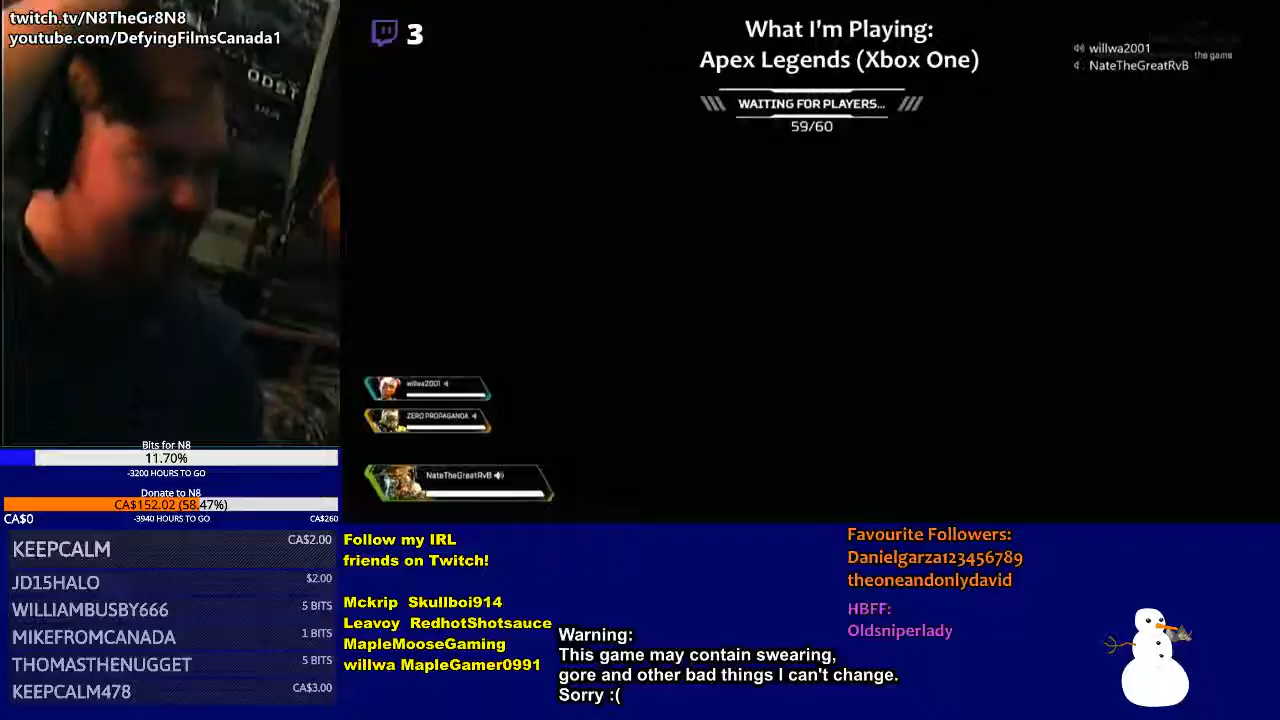 twitch.tv/N8TheGr8N8
youtube.com/DefyingFilmsCanada1
ODST
3
What I'm Playing:
Apex Legends (Xbox One)
WAITING FOR PLAYERS...
59/60
willwa2001
the game
NateTheGreatRvB
willwa2001
ZERO PROPAGANDA
NateTheGreatRvB
Bits for N8
11.70%
-3200 HOURS TO GO
Donate to N8
CA$152.02 (58.47%)
CA$0
-3940 HOURS TO GO
CA$260
KEEPCALM CA$2.00
JD15HALO $2.00
WILLIAMBUSBY666 5 BITS
MIKEFROMCANADA 1 BITS
THOMASTHENUGGET 5 BITS
KEEPCALM478 CA$3.00
Follow my IRL
friends on Twitch!
Mckrip Skullboi914
Leavoy RedhotShotsauce
MapleMooseGaming
willwa MapleGamer0991
Warning:
This game may contain swearing,
gore and other bad things I can't change.
Sorry :(
Favourite Followers:
Danielgarza123456789
theoneandonlydavid
HBFF:
Oldsniperlady